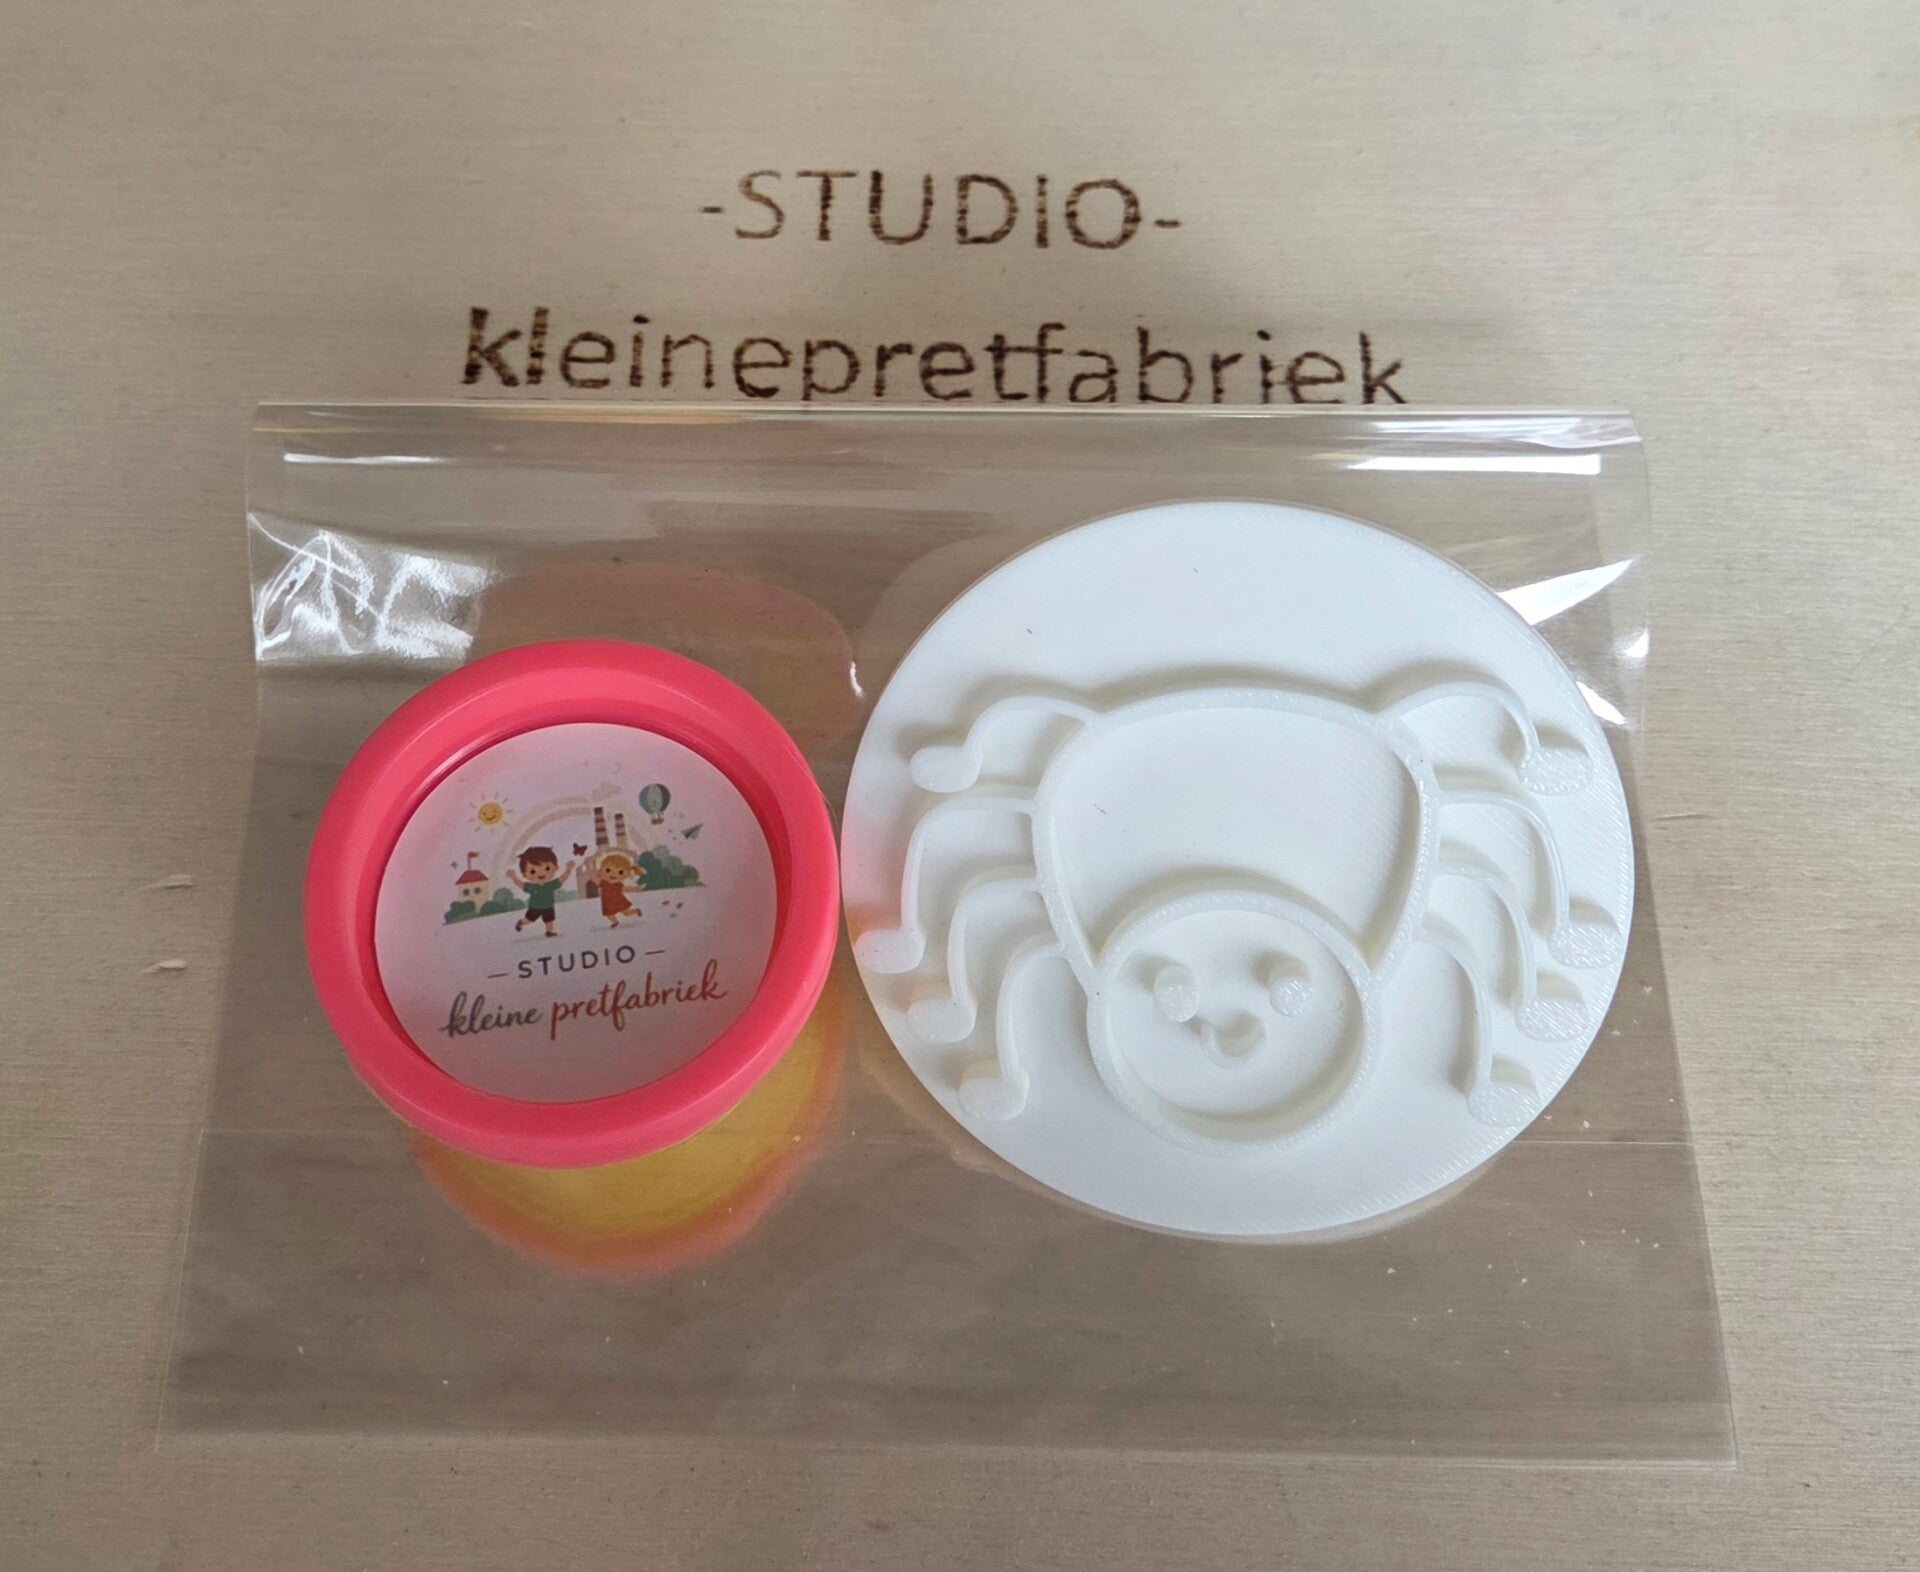 -STUDIO-
kleinepretfabriek
—STUDIO—
kleine pretfabriek